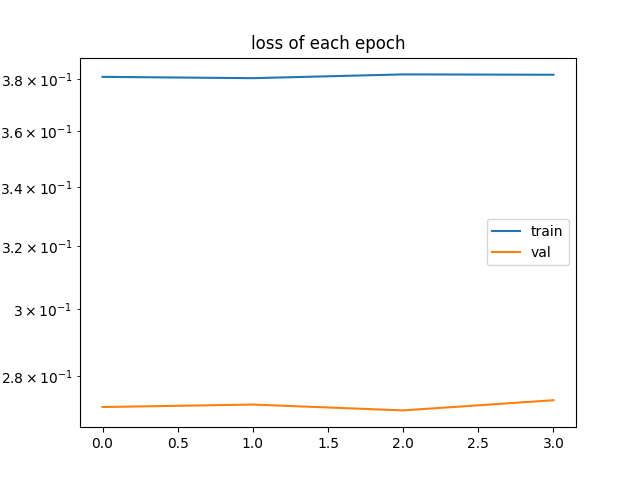 loss of each epoch
3.8 × 10⁻¹
3.6 × 10⁻¹
3.4 × 10⁻¹
3.2 × 10⁻¹
3 × 10⁻¹
2.8 × 10⁻¹
train
val
0.0 0.5 1.0 1.5 2.0 2.5 3.0